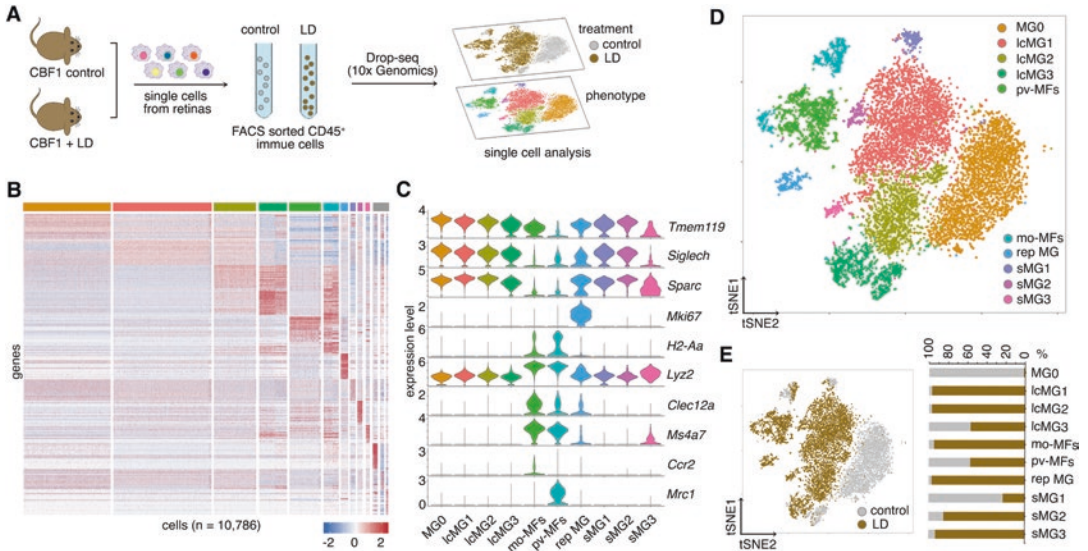 A
CBF1 control
CBF1 + LD
single cells
from retinas
control
LD
FACS sorted CD45+
immue cells
Drop-seq
(10x Genomics)
treatment
control
LD
phenotype
single cell analysis
B
genes
cells (n = 10,786)
-2
0
2
C
expression level
4
3
5
2
6
6
2
4
3
3
0
Tmem119
Siglech
Sparc
Mki67
H2-Aa
Lyz2
Clec12a
Ms4a7
Ccr2
Mrc1
MG0
lcMG1
lcMG2
lcMG3
mo-MFs
pv-MFs
rep MG
sMG1
sMG2
sMG3
D
MG0
lcMG1
lcMG2
lcMG3
pv-MFs
mo-MFs
rep MG
sMG1
sMG2
sMG3
tSNE1
tSNE2
E
control
LD
tSNE1
tSNE2
100
80
60
40
20
0
%
MG0
lcMG1
lcMG2
lcMG3
mo-MFs
pv-MFs
rep MG
sMG1
sMG2
sMG3